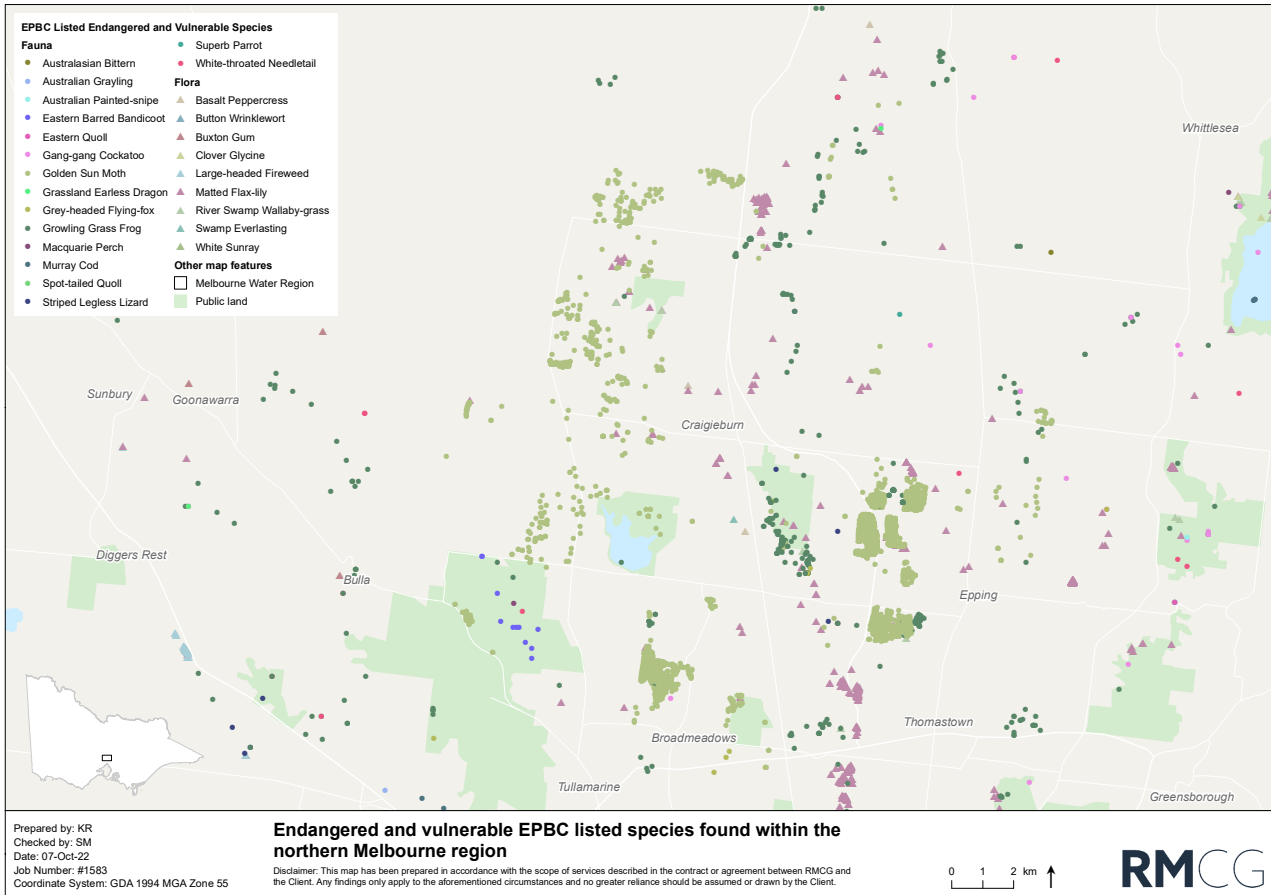 EPBC Listed Endangered and Vulnerable Species
Fauna
Australasian Bittern
Australian Grayling
Australian Painted-snipe
Eastern Barred Bandicoot
Eastern Quoll
Gang-gang Cockatoo
Golden Sun Moth
Grassland Earless Dragon
Grey-headed Flying-fox
Growling Grass Frog
Macquarie Perch
Murray Cod
Spot-tailed Quoll
Striped Legless Lizard
Superb Parrot
White-throated Needletail
Flora
Basalt Peppercress
Button Wrinklewort
Buxton Gum
Clover Glycine
Large-headed Fireweed
Matted Flax-lily
River Swamp Wallaby-grass
Swamp Everlasting
White Sunray
Other map features
Melbourne Water Region
Public land
Whittlesea
Sunbury
Goonawarra
Craigieburn
Diggers Rest
Bulla
Epping
Thomastown
Broadmeadows
Tullamarine
Greensborough
Prepared by: KR
Checked by: SM
Date: 07-Oct-22
Job Number: #1583
Coordinate System: GDA 1994 MGA Zone 55
Endangered and vulnerable EPBC listed species found within the
northern Melbourne region
Disclaimer: This map has been prepared in accordance with the scope of services described in the contract or agreement between RMCG and
the Client. Any findings only apply to the aforementioned circumstances and no greater reliance should be assumed or drawn by the Client.
0 1 2 km
RMCG